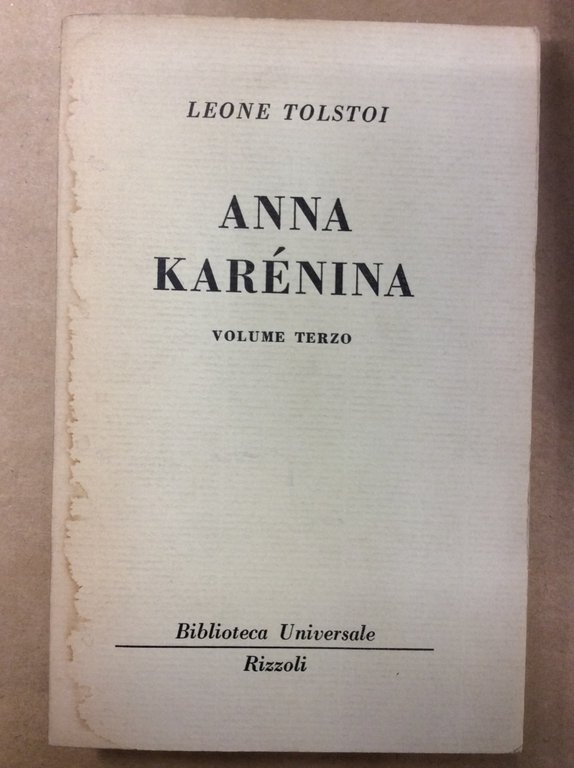 LEONE TOLSTOI
ANNA
KARÉNINA
VOLUME TERZO
Biblioteca Universale
Rizzoli